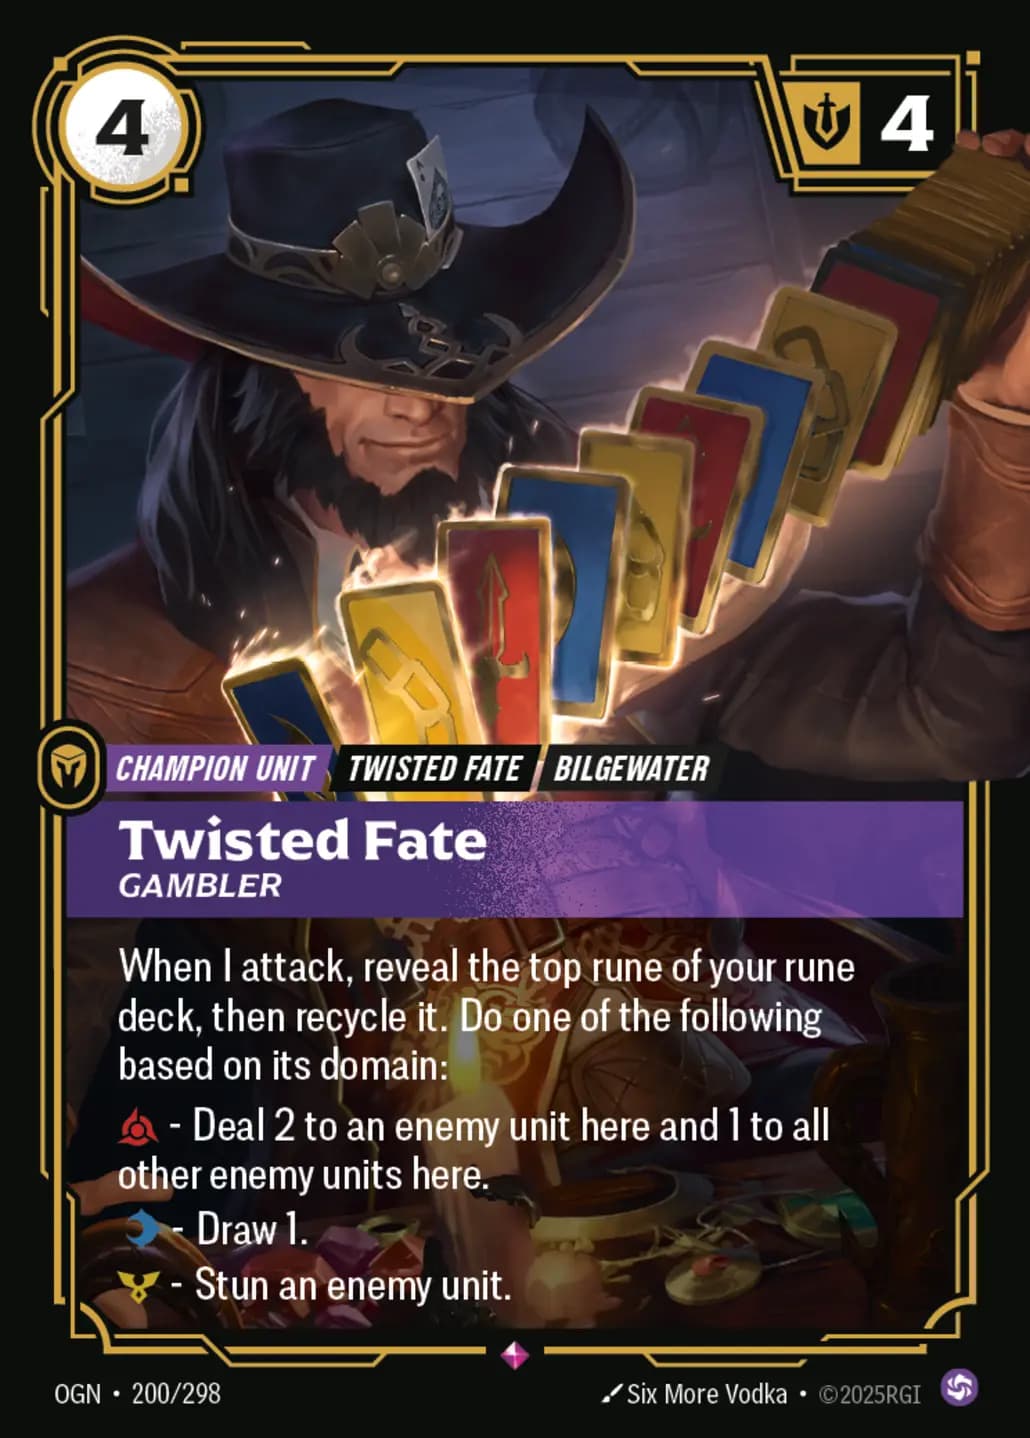 4
4
CHAMPION UNIT
TWISTED FATE
BILGEWATER
Twisted Fate
GAMBLER
When I attack, reveal the top rune of your rune
deck, then recycle it. Do one of the following
based on its domain:
- Deal 2 to an enemy unit here and 1 to all
other enemy units here.
- Draw 1.
- Stun an enemy unit.
OGN • 200/298
Six More Vodka • ©2025RGI